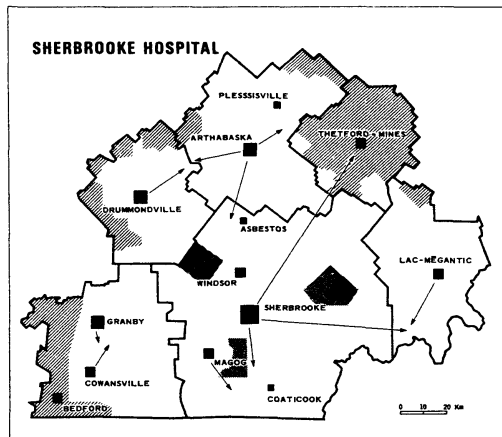 SHERBROOKE HOSPITAL
PLESSSISVILLE
ARTHABASKA
THETFORD-MINES
DRUMMONDVILLE
ASBESTOS
LAC-MÉGANTIC
WINDSOR
SHERBROOKE
GRANBY
MAGOG
COWANSVILLE
COATICOOK
BEDFORD
0 10 20 Km